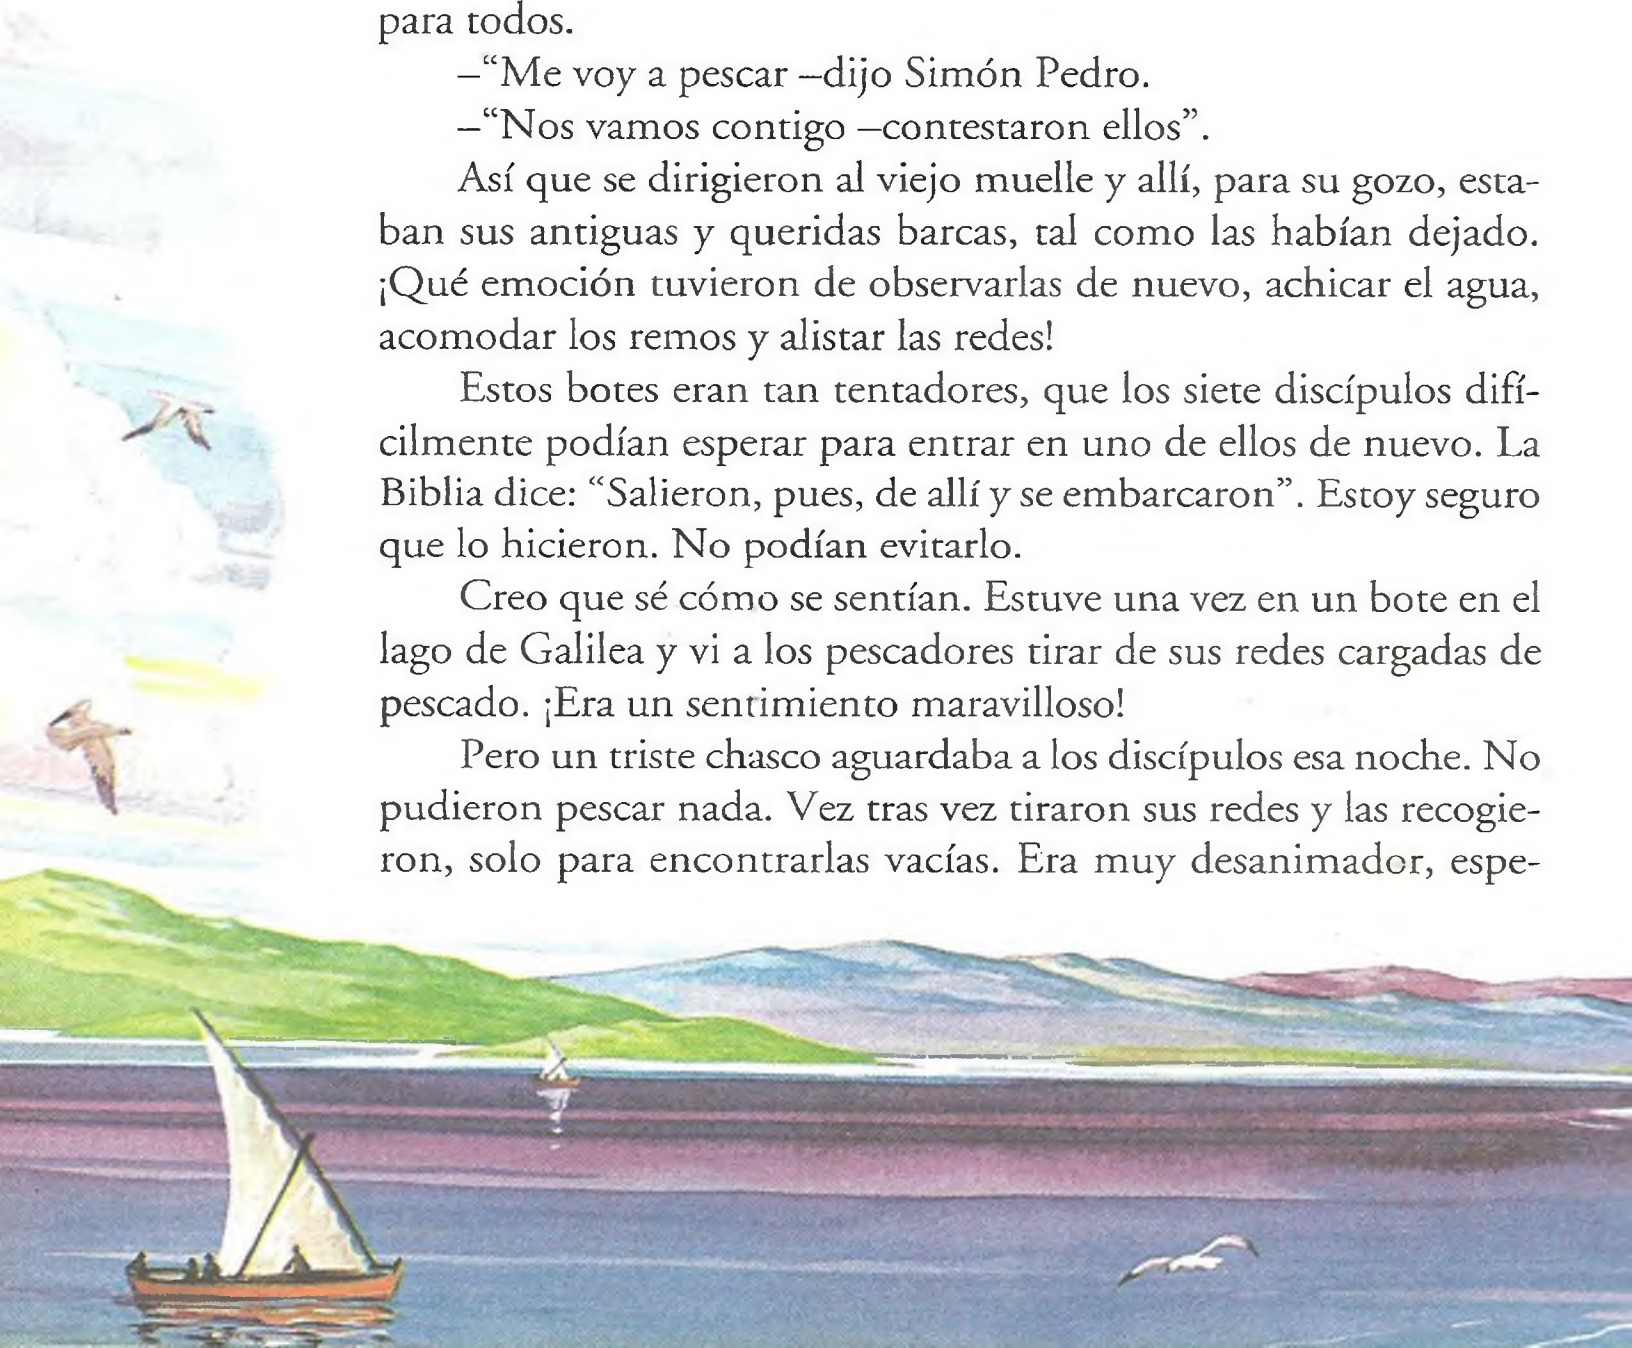 para todos.
–“Me voy a pescar –dijo Simón Pedro.
–“Nos vamos contigo –contestaron ellos”.
Así que se dirigieron al viejo muelle y allí, para su gozo, esta-
ban sus antiguas y queridas barcas, tal como las habían dejado.
¡Qué emoción tuvieron de observarlas de nuevo, achicar el agua,
acomodar los remos y alistar las redes!
Estos botes eran tan tentadores, que los siete discípulos difí-
cilmente podían esperar para entrar en uno de ellos de nuevo. La
Biblia dice: “Salieron, pues, de allí y se embarcaron”. Estoy seguro
que lo hicieron. No podían evitarlo.
Creo que sé cómo se sentían. Estuve una vez en un bote en el
lago de Galilea y vi a los pescadores tirar de sus redes cargadas de
pescado. ¡Era un sentimiento maravilloso!
Pero un triste chasco aguardaba a los discípulos esa noche. No
pudieron pescar nada. Vez tras vez tiraron sus redes y las recogie-
ron, solo para encontrarlas vacías. Era muy desanimador, espe-